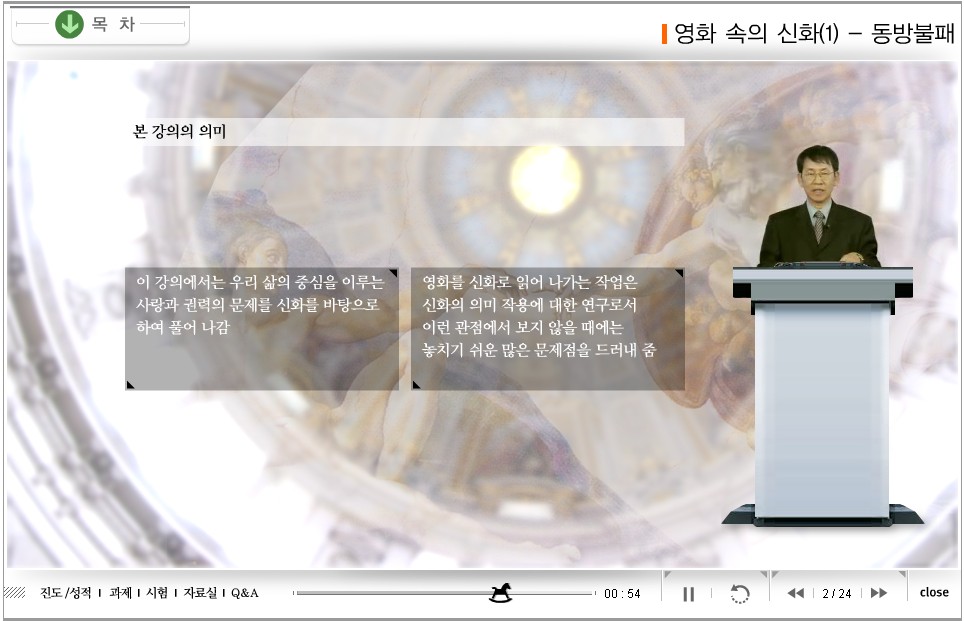 목 차
영화 속의 신화(1) - 동방불패
본 강의의 의미
이 강의에서는 우리 삶의 중심을 이루는
사랑과 권력의 문제를 신화를 바탕으로
하여 풀어 나감
영화를 신화로 읽어 나가는 작업은
신화의 의미 작용에 대한 연구로서
이런 관점에서 보지 않을 때에는
놓치기 쉬운 많은 문제점을 드러내 줌
진도/성적 | 과제 | 시험 | 자료실 | Q&A 00:54 2/24 close